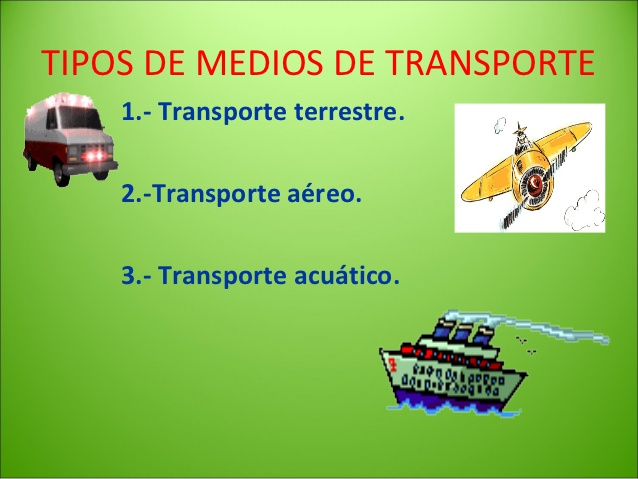 TIPOS DE MEDIOS DE TRANSPORTE
1.- Transporte terrestre.
2.-Transporte aéreo.
3.- Transporte acuático.